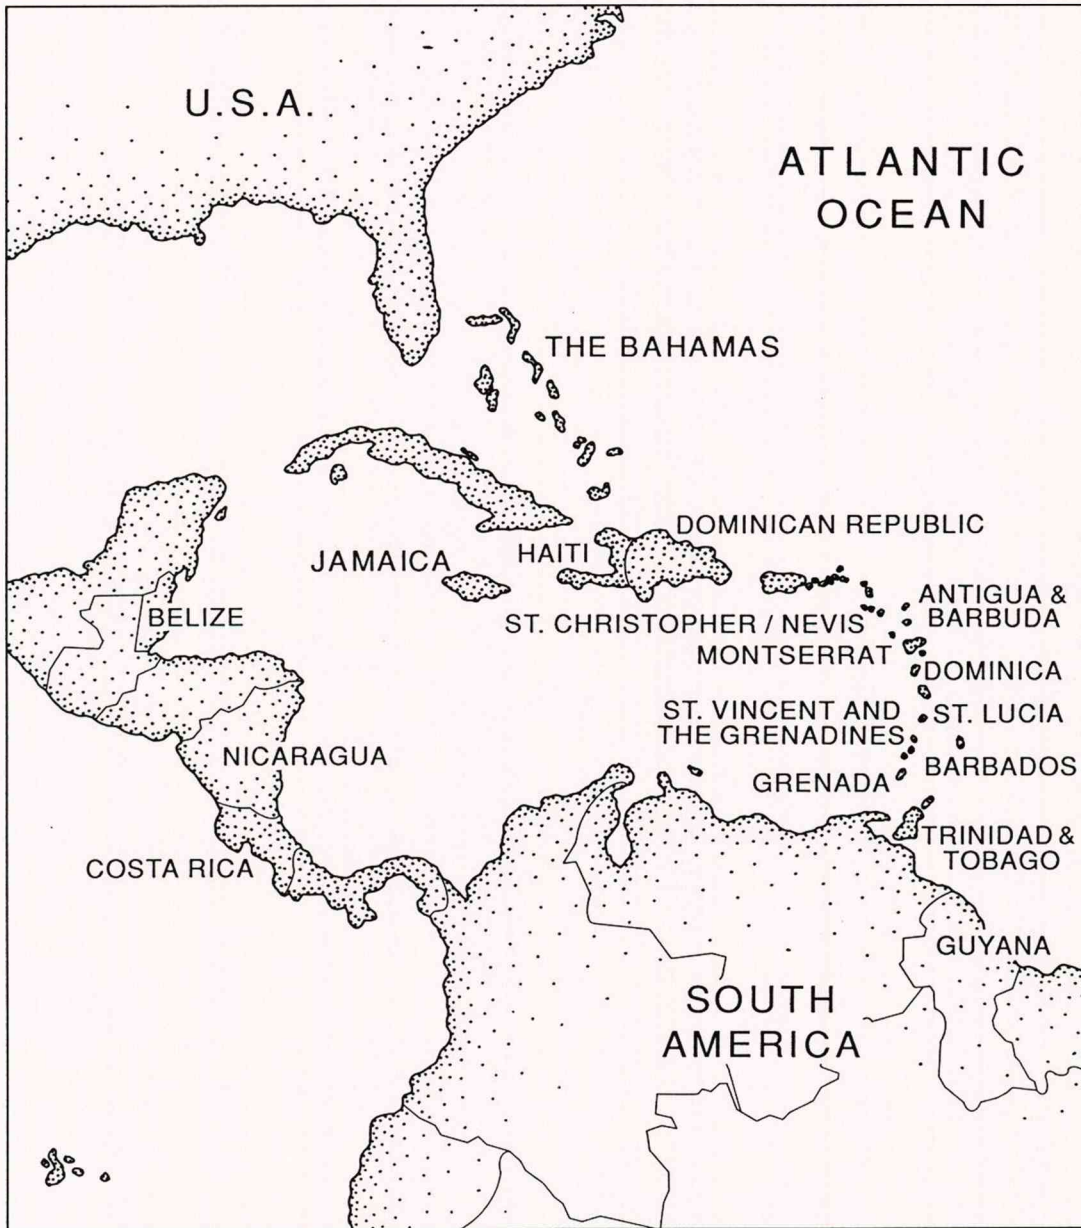 U.S.A.
ATLANTIC
OCEAN
THE BAHAMAS
DOMINICAN REPUBLIC
HAITI
JAMAICA
ANTIGUA &
BARBUDA
BELIZE
ST. CHRISTOPHER / NEVIS
MONTSERRAT
DOMINICA
ST. VINCENT AND
THE GRENADINES
ST. LUCIA
NICARAGUA
BARBADOS
GRENADA
TRINIDAD &
TOBAGO
COSTA RICA
GUYANA
SOUTH
AMERICA